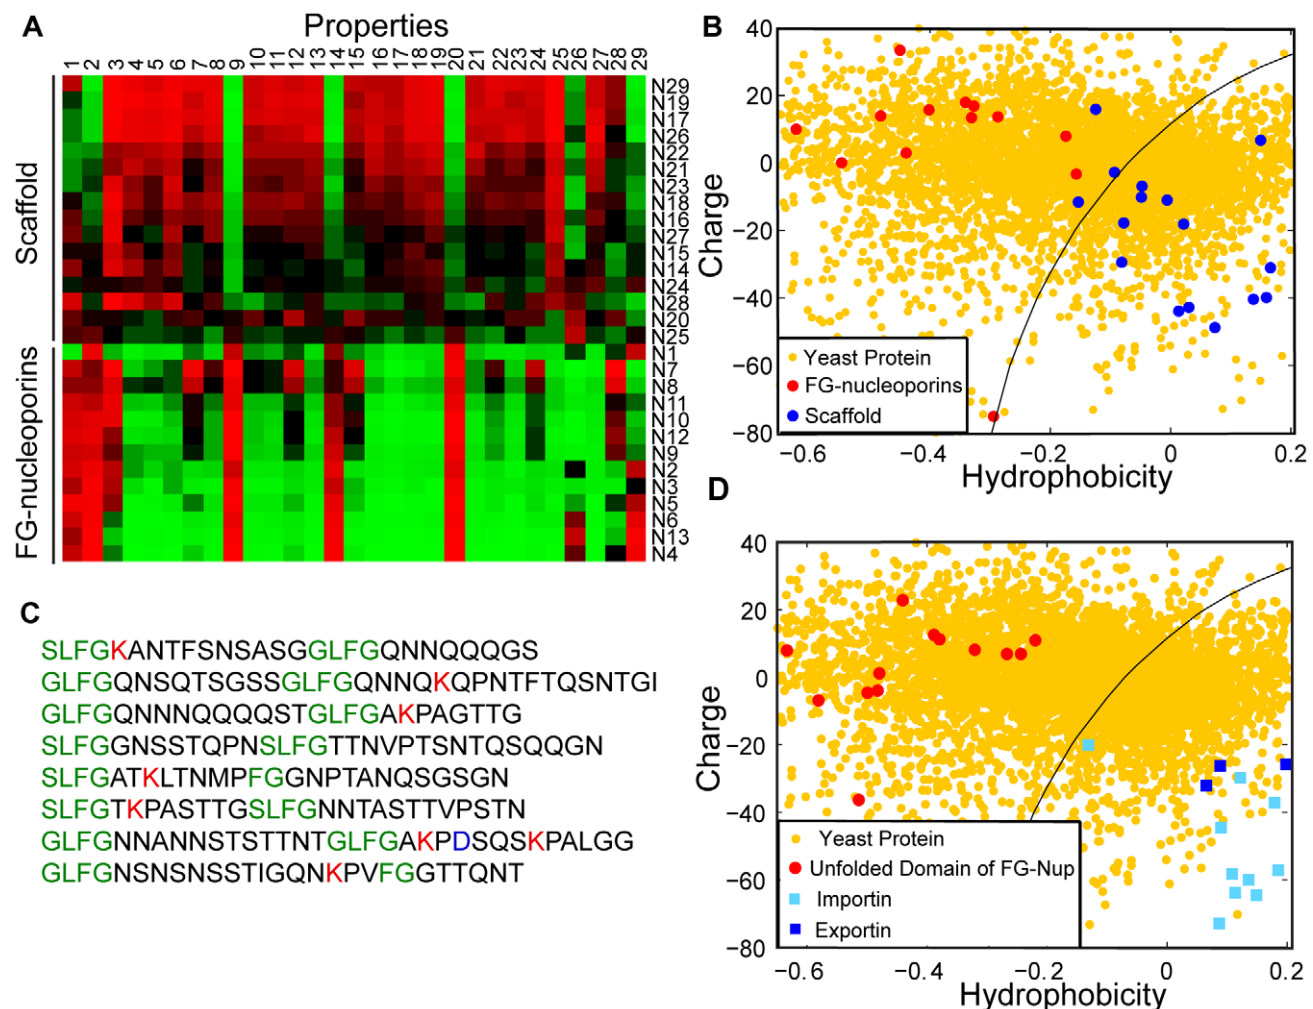 A
Properties
1 2 3 4 5 6 7 8 9 10 11 12 13 14 15 16 17 18 19 20 21 22 23 24 25 26 27 28 29
Scaffold
FG-nucleoporins
N29
N19
N17
N26
N22
N21
N23
N18
N16
N27
N15
N14
N24
N28
N20
N25
N1
N7
N8
N11
N10
N12
N9
N2
N3
N5
N6
N13
N4
B
40
20
0
−20
−40
−60
−80
Charge
Yeast Protein
FG-nucleoporins
Scaffold
−0.6 −0.4 −0.2 0 0.2
Hydrophobicity
C
SLFGKANTFSNSASGGLFGQNNQQQGS
GLFGQNSQTSGSSGLFGQNNQKQPNTFTQSNTGI
GLFGQNNNQQQQSTGLFGAKPAGTTG
SLFGGNSSTQPNSLFGTTNVPTSNTQSQQGN
SLFGATKLTNMPFGGNPTANQSGSGN
SLFGTKPASTTGSLFGNNTASTTVPSTN
GLFGNNANNSTSTTNTGLFGAKPDSQSKPALGG
GLFGNSNSNSSTIGQNKPVFGGTTQNT
D
40
20
0
−20
−40
−60
−80
Charge
Yeast Protein
Unfolded Domain of FG-Nup
Importin
Exportin
−0.6 −0.4 −0.2 0 0.2
Hydrophobicity